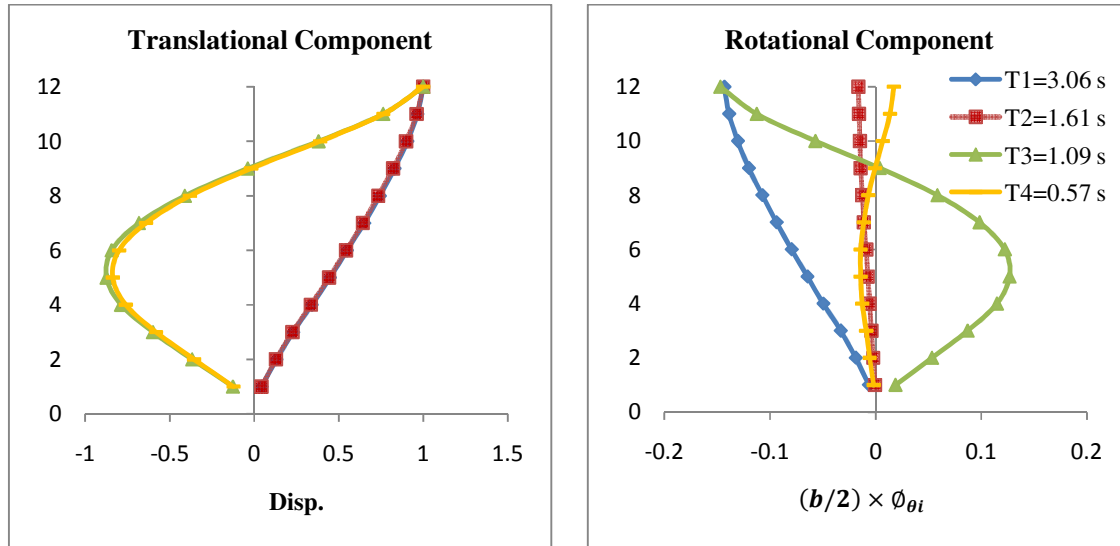 Translational Component
12
10
8
6
4
2
0
-1 -0.5 0 0.5 1 1.5
Disp.
Rotational Component
12
10
8
6
4
2
0
-0.2 -0.1 0 0.1 0.2
(b/2) × ∅θi
T1=3.06 s
T2=1.61 s
T3=1.09 s
T4=0.57 s